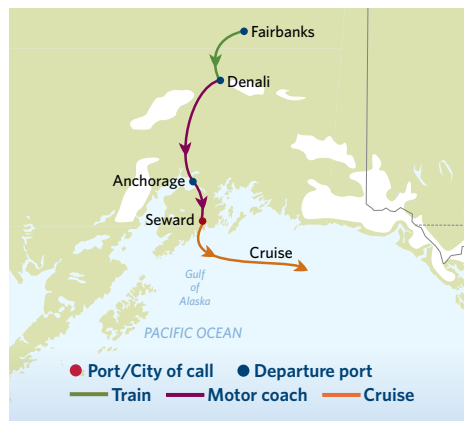 Fairbanks
Denali
Anchorage
Seward
Cruise
Gulf
of
Alaska
PACIFIC OCEAN
Port/City of call Departure port
Train Motor coach Cruise